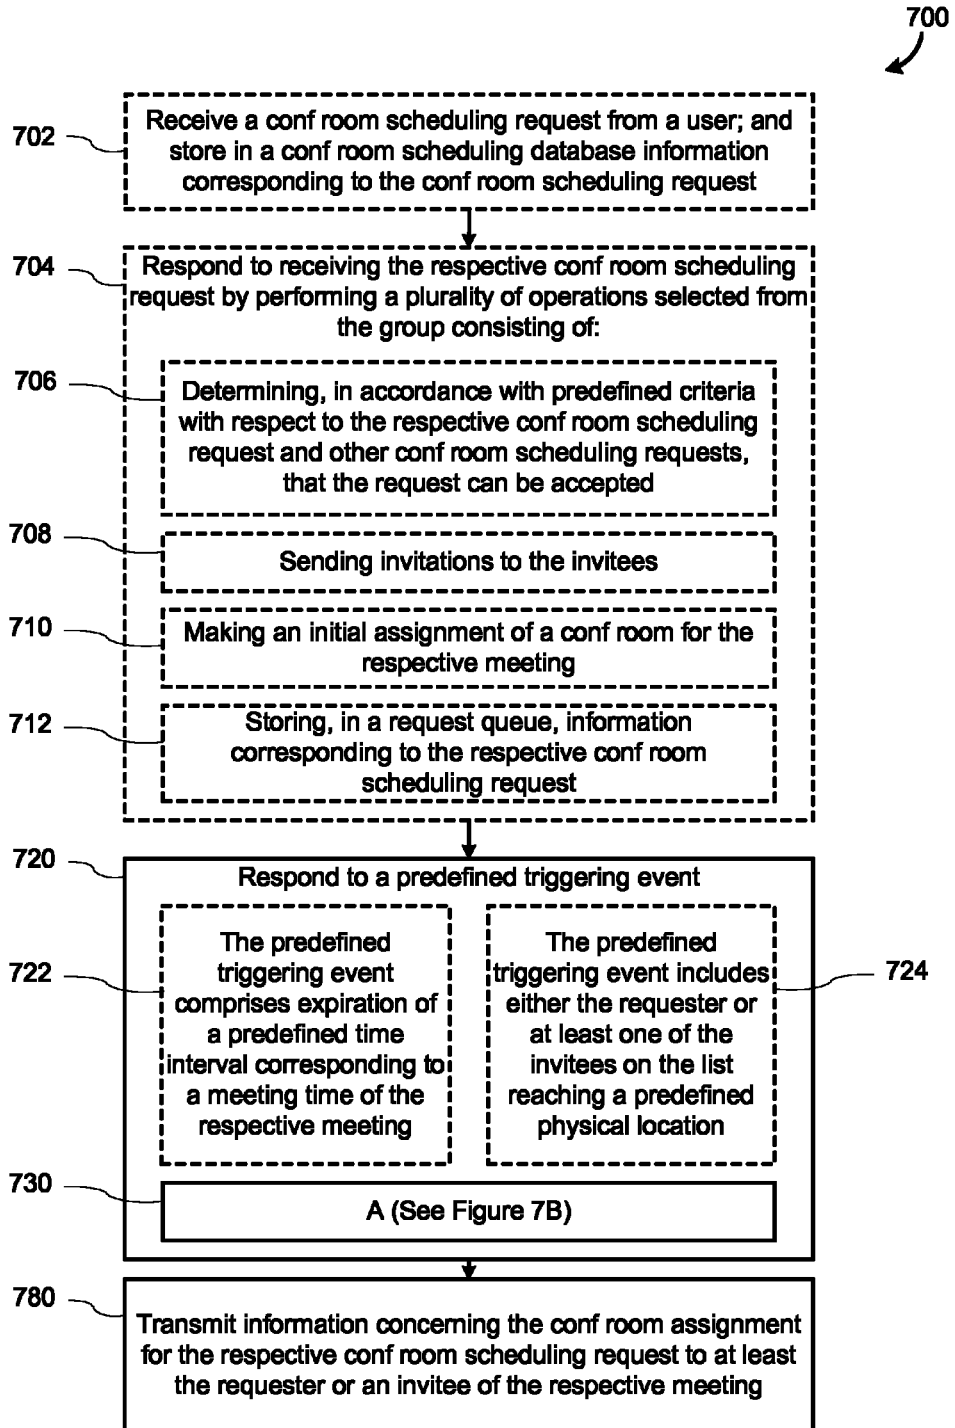 700
702
Receive a conf room scheduling request from a user; and
store in a conf room scheduling database information
corresponding to the conf room scheduling request
704
Respond to receiving the respective conf room scheduling
request by performing a plurality of operations selected from
the group consisting of:
706
Determining, in accordance with predefined criteria
with respect to the respective conf room scheduling
request and other conf room scheduling requests,
that the request can be accepted
708
Sending invitations to the invitees
710
Making an initial assignment of a conf room for the
respective meeting
712
Storing, in a request queue, information
corresponding to the respective conf room
scheduling request
720
Respond to a predefined triggering event
722
The predefined
triggering event
comprises expiration of
a predefined time
interval corresponding to
a meeting time of the
respective meeting
The predefined
triggering event includes
either the requester or
at least one of the
invitees on the list
reaching a predefined
physical location
724
730
A (See Figure 7B)
780
Transmit information concerning the conf room assignment
for the respective conf room scheduling request to at least
the requester or an invitee of the respective meeting